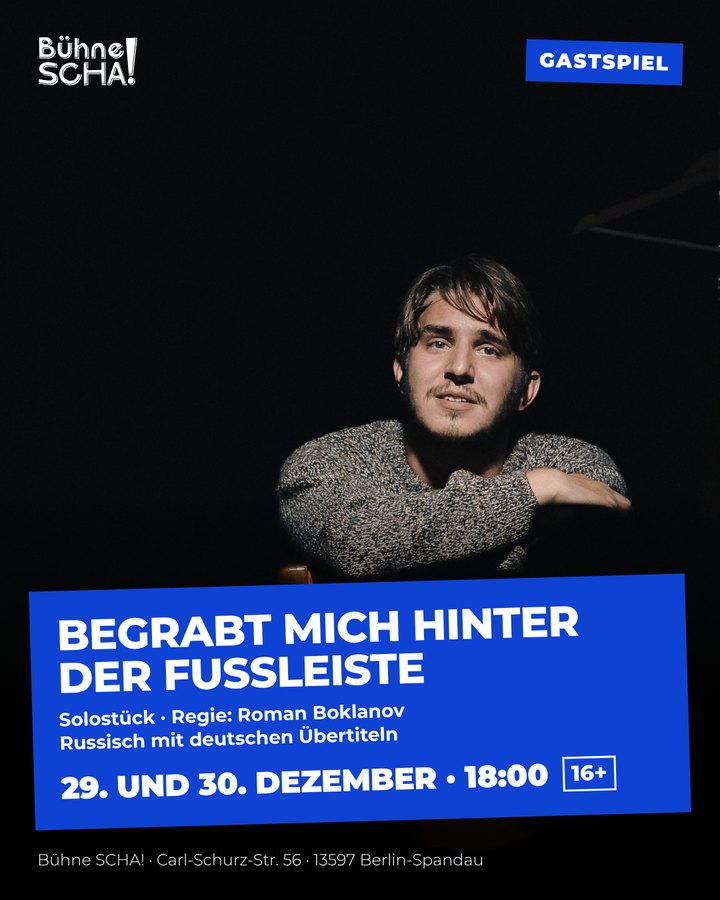 Bühne
SCHA!
GASTSPIEL
BEGRABT MICH HINTER
DER FUSSLEISTE
Solostück · Regie: Roman Boklanov
Russisch mit deutschen Übertiteln
29. UND 30. DEZEMBER · 18:00 16+
Bühne SCHA! · Carl-Schurz-Str. 56 · 13597 Berlin-Spandau